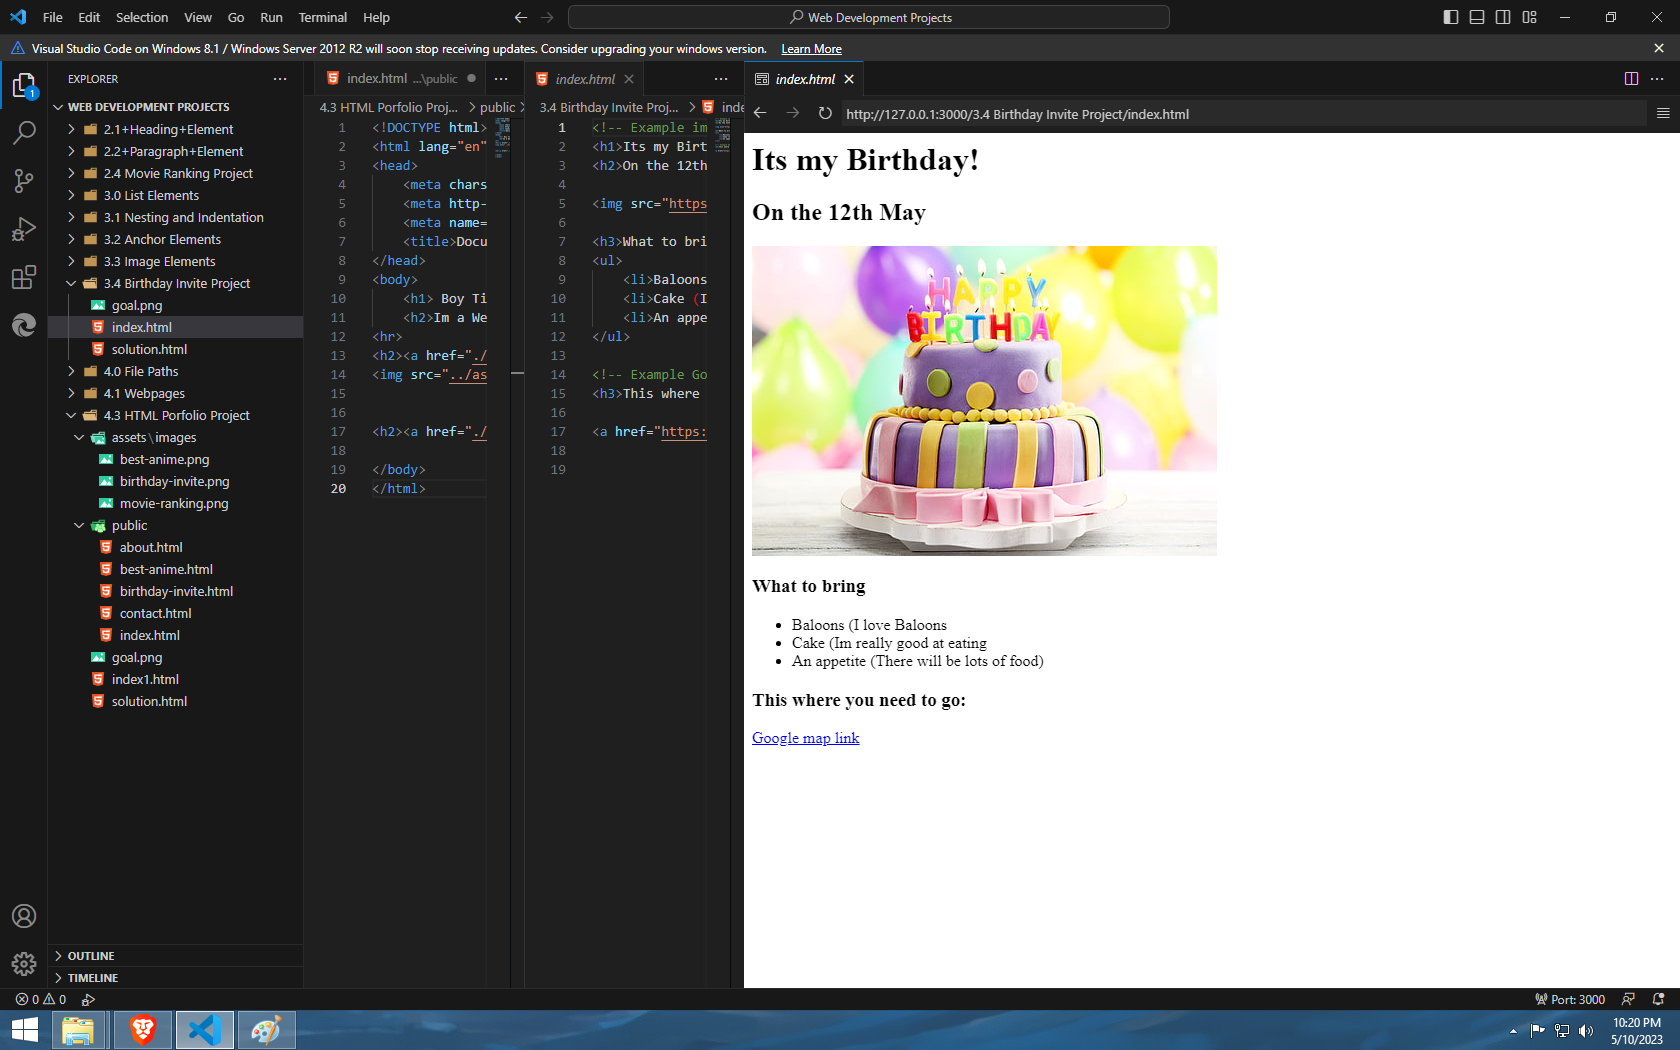 File Edit Selection View Go Run Terminal Help
Web Development Projects
Visual Studio Code on Windows 8.1 / Windows Server 2012 R2 will soon stop receiving updates. Consider upgrading your windows version. Learn More
EXPLORER
WEB DEVELOPMENT PROJECTS
2.1+Heading+Element
2.2+Paragraph+Element
2.4 Movie Ranking Project
3.0 List Elements
3.1 Nesting and Indentation
3.2 Anchor Elements
3.3 Image Elements
3.4 Birthday Invite Project
goal.png
index.html
solution.html
4.0 File Paths
4.1 Webpages
4.3 HTML Porfolio Project
assets\images
best-anime.png
birthday-invite.png
movie-ranking.png
public
about.html
best-anime.html
birthday-invite.html
contact.html
index.html
goal.png
index1.html
solution.html
OUTLINE
TIMELINE
1
index.html ...\public
4.3 HTML Porfolio Proj... > public >
1 <!DOCTYPE html>
2 <html lang="en"
3 <head>
4 <meta chars
5 <meta http-
6 <meta name=
7 <title>Docu
8 </head>
9 <body>
10 <h1> Boy Ti
11 <h2>Im a We
12 <hr>
13 <h2><a href="./
14 <img src="../as
15
16
17 <h2><a href="./
18
19 </body>
20 </html>
index.html
3.4 Birthday Invite Proj... > inde
1 <!-- Example im
2 <h1>Its my Birt
3 <h2>On the 12th
4
5 <img src="https
6
7 <h3>What to bri
8 <ul>
9 <li>Baloons
10 <li>Cake (I
11 <li>An appe
12 </ul>
13
14 <!-- Example Go
15 <h3>This where
16
17 <a href="https:
18
19
index.html
http://127.0.0.1:3000/3.4 Birthday Invite Project/index.html
Its my Birthday!
On the 12th May
HAPPY
BIRTHDAY
What to bring
Baloons (I love Baloons
Cake (Im really good at eating
An appetite (There will be lots of food)
This where you need to go:
Google map link
0 0
Port: 3000
10:20 PM
5/10/2023